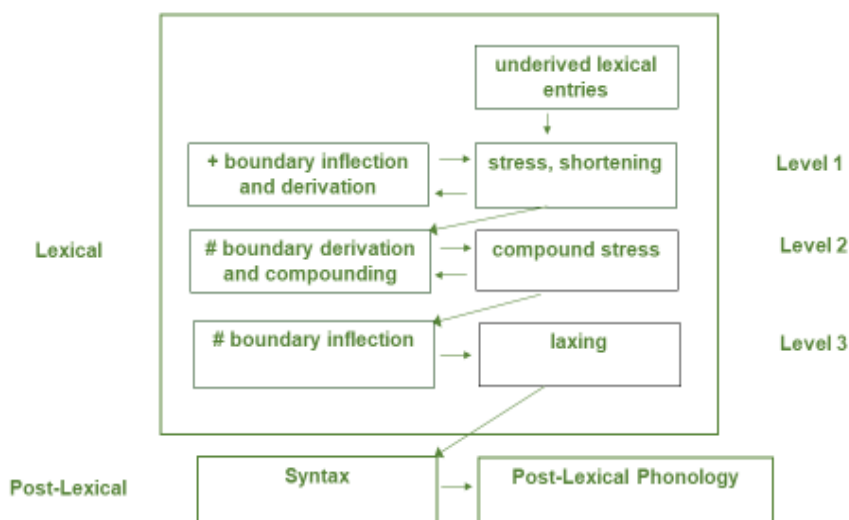 underived lexical
entries
+ boundary inflection
and derivation
stress, shortening
Level 1
Lexical
# boundary derivation
and compounding
compound stress
Level 2
# boundary inflection
laxing
Level 3
Post-Lexical
Syntax
Post-Lexical Phonology